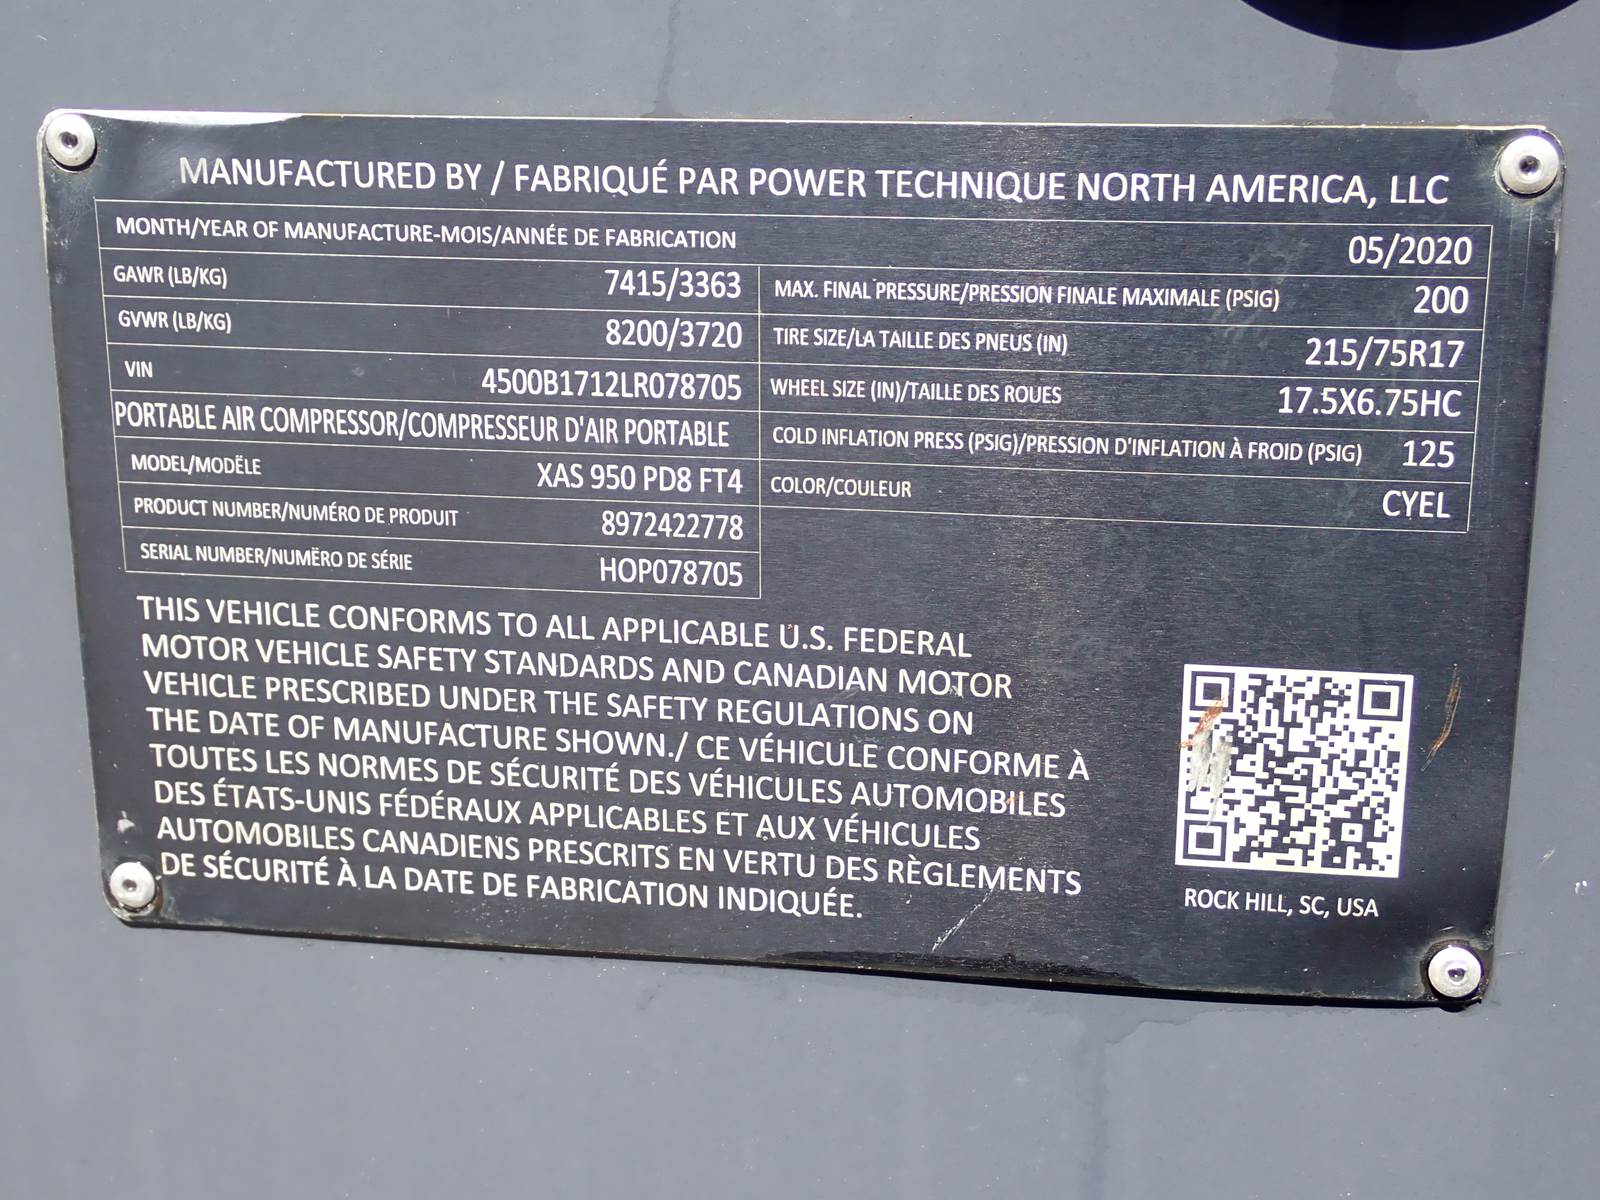 MANUFACTURED BY / FABRIQUÉ PAR POWER TECHNIQUE NORTH AMERICA, LLC
MONTH/YEAR OF MANUFACTURE-MOIS/ANNÉE DE FABRICATION 05/2020
GAWR (LB/KG) 7415/3363
GVWR (LB/KG) 8200/3720
VIN 4500B1712LR078705
PORTABLE AIR COMPRESSOR/COMPRESSEUR D'AIR PORTABLE
MODEL/MODËLE XAS 950 PD8 FT4
PRODUCT NUMBER/NUMÉRO DE PRODUIT 8972422778
SERIAL NUMBER/NUMËRO DE SÉRIE HOP078705
MAX. FINAL PRESSURE/PRESSION FINALE MAXIMALE (PSIG) 200
TIRE SIZE/LA TAILLE DES PNEUS (IN) 215/75R17
WHEEL SIZE (IN)/TAILLE DES ROUES 17.5X6.75HC
COLD INFLATION PRESS (PSIG)/PRESSION D'INFLATION À FROID (PSIG) 125
COLOR/COULEUR CYEL
THIS VEHICLE CONFORMS TO ALL APPLICABLE U.S. FEDERAL
MOTOR VEHICLE SAFETY STANDARDS AND CANADIAN MOTOR
VEHICLE PRESCRIBED UNDER THE SAFETY REGULATIONS ON
THE DATE OF MANUFACTURE SHOWN./ CE VÉHICULE CONFORME À
TOUTES LES NORMES DE SÉCURITÉ DES VÉHICULES AUTOMOBILES
DES ÉTATS-UNIS FÉDÉRAUX APPLICABLES ET AUX VÉHICULES
AUTOMOBILES CANADIENS PRESCRITS EN VERTU DES RÈGLEMENTS
DE SÉCURITÉ À LA DATE DE FABRICATION INDIQUÉE.
ROCK HILL, SC, USA